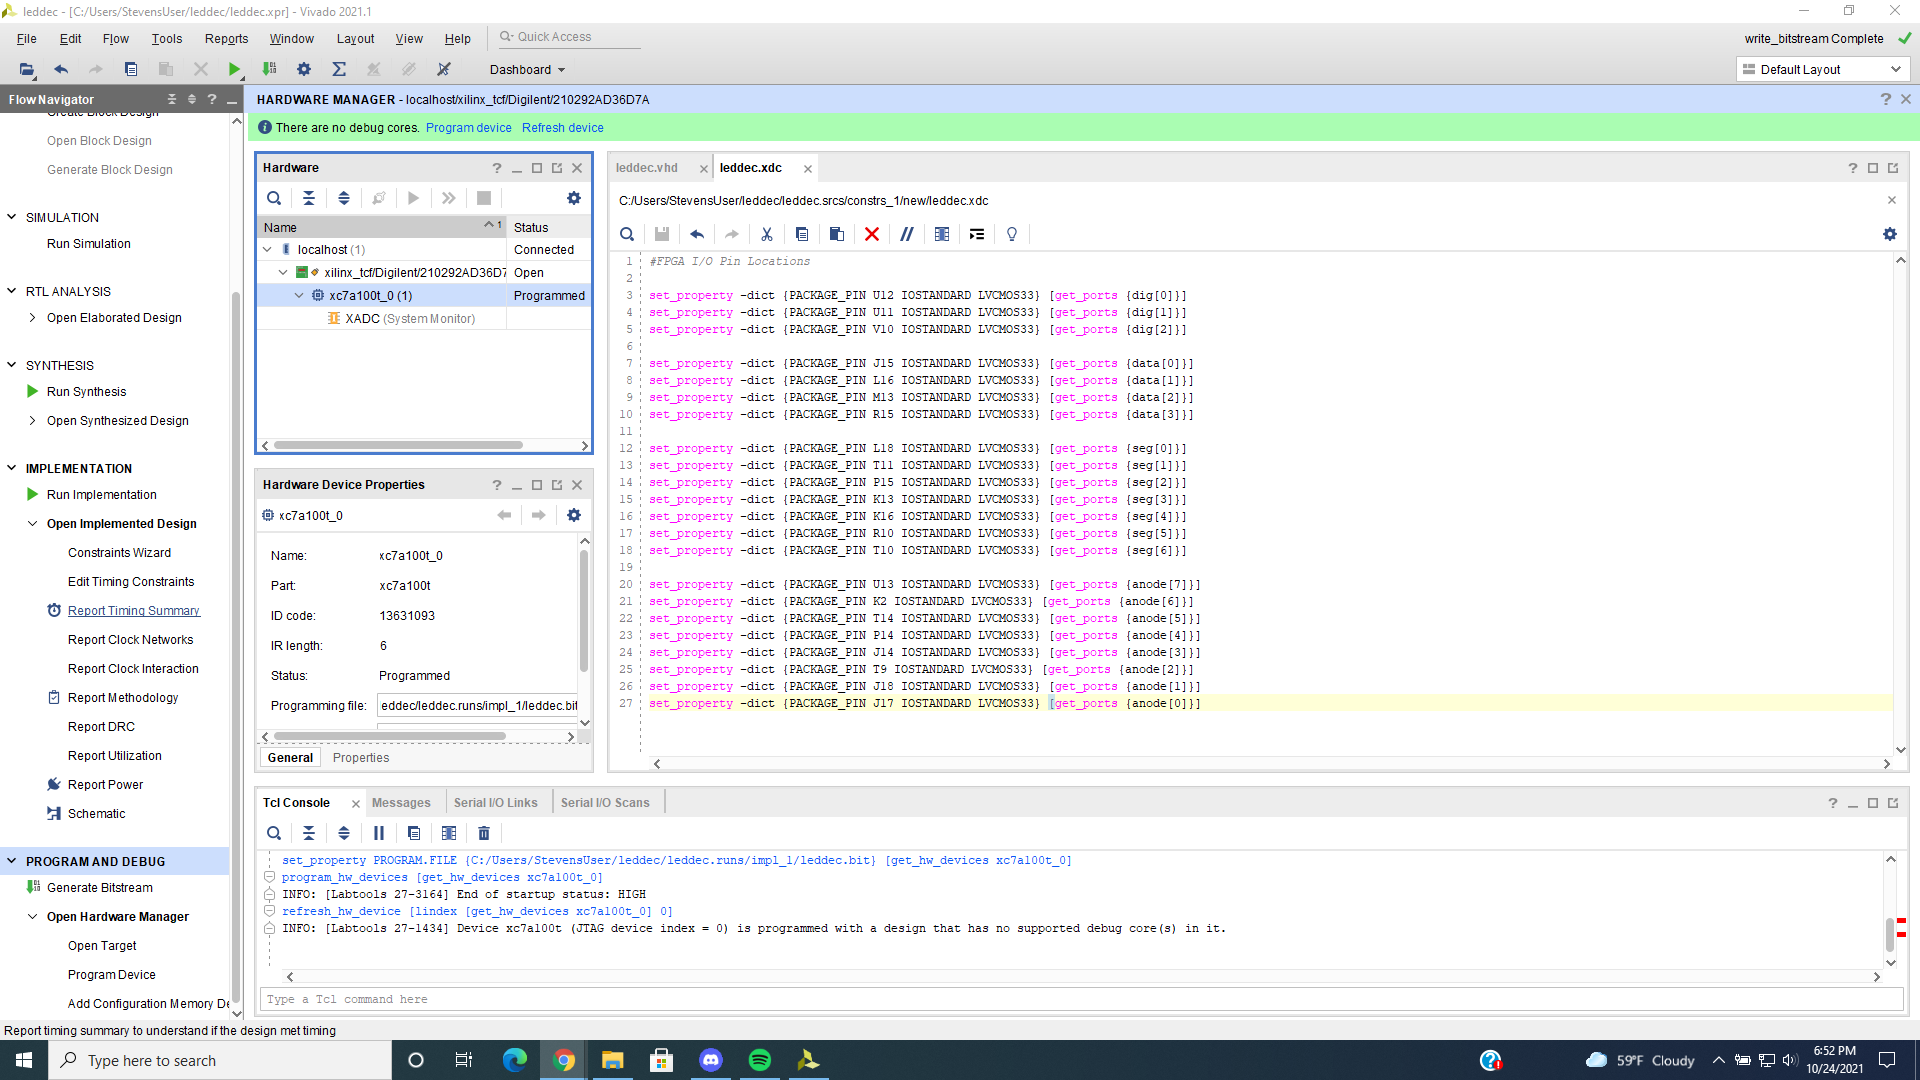 leddec - [C:/Users/StevensUser/leddec/leddec.xpr] - Vivado 2021.1
File Edit Flow Tools Reports Window Layout View Help Quick Access
write_bitstream Complete
Dashboard
Default Layout
Flow Navigator
HARDWARE MANAGER - localhost/xilinx_tcf/Digilent/210292AD36D7A
There are no debug cores. Program device Refresh device
Create Block Design
Open Block Design
Generate Block Design
SIMULATION
Run Simulation
RTL ANALYSIS
Open Elaborated Design
SYNTHESIS
Run Synthesis
Open Synthesized Design
IMPLEMENTATION
Run Implementation
Open Implemented Design
Constraints Wizard
Edit Timing Constraints
Report Timing Summary
Report Clock Networks
Report Clock Interaction
Report Methodology
Report DRC
Report Utilization
Report Power
Schematic
PROGRAM AND DEBUG
Generate Bitstream
Open Hardware Manager
Open Target
Program Device
Add Configuration Memory De
Hardware
Name 1 Status
localhost (1) Connected
xilinx_tcf/Digilent/210292AD36D7 Open
xc7a100t_0 (1) Programmed
XADC (System Monitor)
Hardware Device Properties
xc7a100t_0
Name: xc7a100t_0
Part: xc7a100t
ID code: 13631093
IR length: 6
Status: Programmed
Programming file: eddec/leddec.runs/impl_1/leddec.bit
General Properties
leddec.vhd leddec.xdc
C:/Users/StevensUser/leddec/leddec.srcs/constrs_1/new/leddec.xdc
1 #FPGA I/O Pin Locations
2
3 set_property -dict {PACKAGE_PIN U12 IOSTANDARD LVCMOS33} [get_ports {dig[0]}]
4 set_property -dict {PACKAGE_PIN U11 IOSTANDARD LVCMOS33} [get_ports {dig[1]}]
5 set_property -dict {PACKAGE_PIN V10 IOSTANDARD LVCMOS33} [get_ports {dig[2]}]
6
7 set_property -dict {PACKAGE_PIN J15 IOSTANDARD LVCMOS33} [get_ports {data[0]}]
8 set_property -dict {PACKAGE_PIN L16 IOSTANDARD LVCMOS33} [get_ports {data[1]}]
9 set_property -dict {PACKAGE_PIN M13 IOSTANDARD LVCMOS33} [get_ports {data[2]}]
10 set_property -dict {PACKAGE_PIN R15 IOSTANDARD LVCMOS33} [get_ports {data[3]}]
11
12 set_property -dict {PACKAGE_PIN L18 IOSTANDARD LVCMOS33} [get_ports {seg[0]}]
13 set_property -dict {PACKAGE_PIN T11 IOSTANDARD LVCMOS33} [get_ports {seg[1]}]
14 set_property -dict {PACKAGE_PIN P15 IOSTANDARD LVCMOS33} [get_ports {seg[2]}]
15 set_property -dict {PACKAGE_PIN K13 IOSTANDARD LVCMOS33} [get_ports {seg[3]}]
16 set_property -dict {PACKAGE_PIN K16 IOSTANDARD LVCMOS33} [get_ports {seg[4]}]
17 set_property -dict {PACKAGE_PIN R10 IOSTANDARD LVCMOS33} [get_ports {seg[5]}]
18 set_property -dict {PACKAGE_PIN T10 IOSTANDARD LVCMOS33} [get_ports {seg[6]}]
19
20 set_property -dict {PACKAGE_PIN U13 IOSTANDARD LVCMOS33} [get_ports {anode[7]}]
21 set_property -dict {PACKAGE_PIN K2 IOSTANDARD LVCMOS33} [get_ports {anode[6]}]
22 set_property -dict {PACKAGE_PIN T14 IOSTANDARD LVCMOS33} [get_ports {anode[5]}]
23 set_property -dict {PACKAGE_PIN P14 IOSTANDARD LVCMOS33} [get_ports {anode[4]}]
24 set_property -dict {PACKAGE_PIN J14 IOSTANDARD LVCMOS33} [get_ports {anode[3]}]
25 set_property -dict {PACKAGE_PIN T9 IOSTANDARD LVCMOS33} [get_ports {anode[2]}]
26 set_property -dict {PACKAGE_PIN J18 IOSTANDARD LVCMOS33} [get_ports {anode[1]}]
27 set_property -dict {PACKAGE_PIN J17 IOSTANDARD LVCMOS33} [get_ports {anode[0]}]
Tcl Console Messages Serial I/O Links Serial I/O Scans
set_property PROGRAM.FILE {C:/Users/StevensUser/leddec/leddec.runs/impl_1/leddec.bit} [get_hw_devices xc7a100t_0]
program_hw_devices [get_hw_devices xc7a100t_0]
INFO: [Labtools 27-3164] End of startup status: HIGH
refresh_hw_device [lindex [get_hw_devices xc7a100t_0] 0]
INFO: [Labtools 27-1434] Device xc7a100t (JTAG device index = 0) is programmed with a design that has no supported debug core(s) in it.
Type a Tcl command here
Report timing summary to understand if the design met timing
Type here to search
59°F Cloudy
6:52 PM
10/24/2021